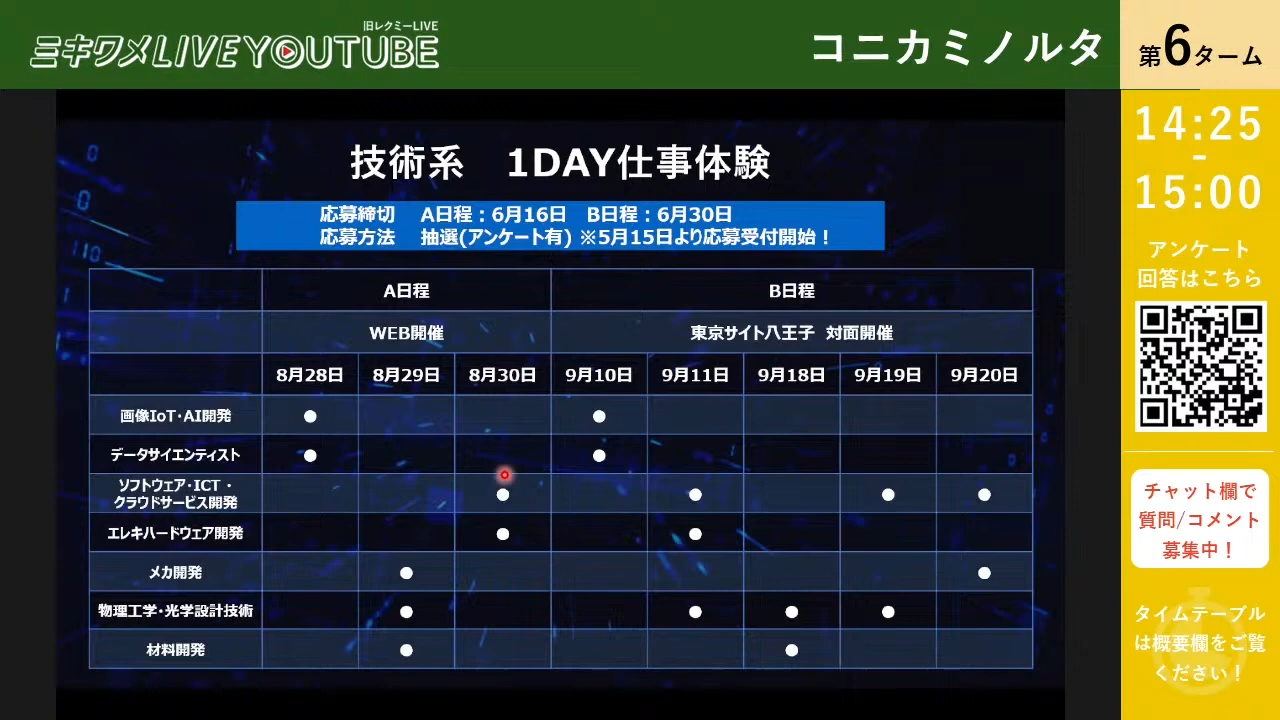 旧レクミーLIVE
ミキワメLIVE YOUTUBE
コニカミノルタ
第6ターム
技術系　1DAY仕事体験
応募締切　A日程：6月16日　B日程：6月30日
応募方法　抽選(アンケート有) ※5月15日より応募受付開始！
A日程 B日程
WEB開催 東京サイト八王子 対面開催
8月28日 8月29日 8月30日 9月10日 9月11日 9月18日 9月19日 9月20日
画像IoT・AI開発 ● ●
データサイエンティスト ● ●
ソフトウェア・ICT・
クラウドサービス開発 ● ● ● ●
エレキハードウェア開発 ● ●
メカ開発 ● ●
物理工学・光学設計技術 ● ● ● ●
材料開発 ● ●
14:25
-
15:00
アンケート
回答はこちら
チャット欄で
質問/コメント
募集中！
タイムテーブル
は概要欄をご覧
ください！